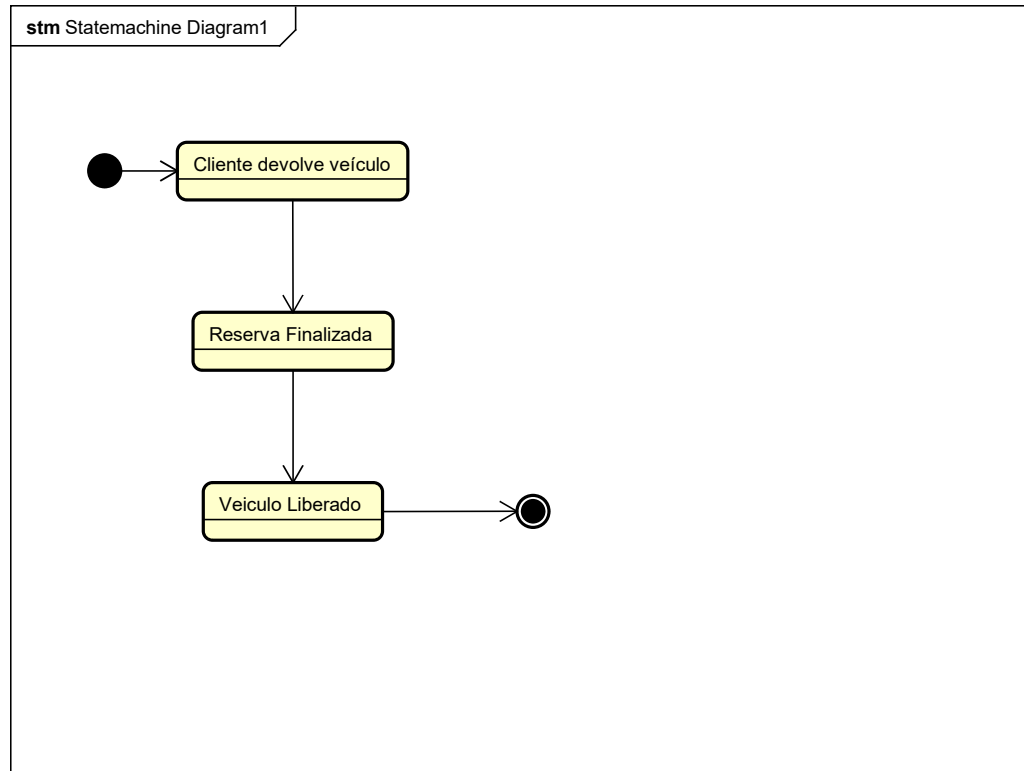 stm Statemachine Diagram1
Cliente devolve veículo
Reserva Finalizada
Veiculo Liberado